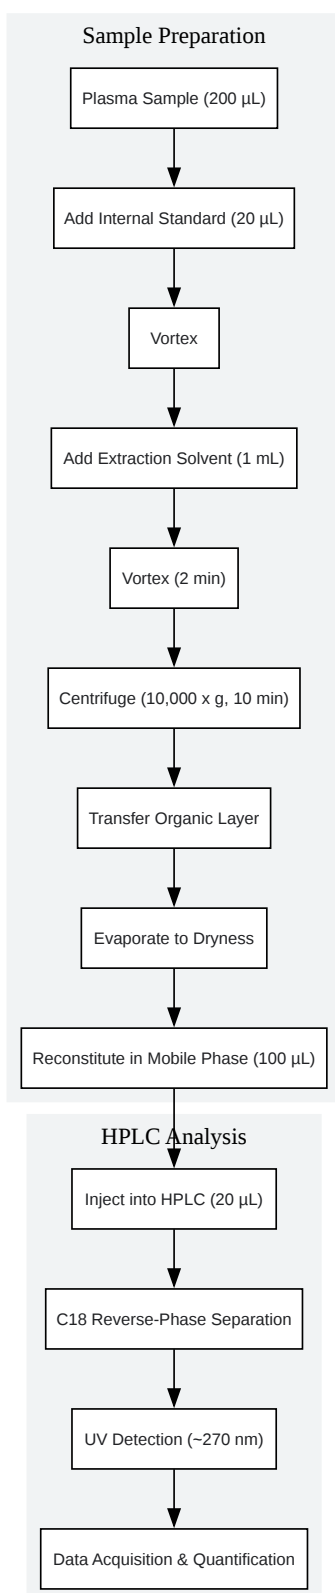 Sample Preparation
Plasma Sample (200 µL)
Add Internal Standard (20 µL)
Vortex
Add Extraction Solvent (1 mL)
Vortex (2 min)
Centrifuge (10,000 x g, 10 min)
Transfer Organic Layer
Evaporate to Dryness
Reconstitute in Mobile Phase (100 µL)
HPLC Analysis
Inject into HPLC (20 µL)
C18 Reverse-Phase Separation
UV Detection (~270 nm)
Data Acquisition & Quantification